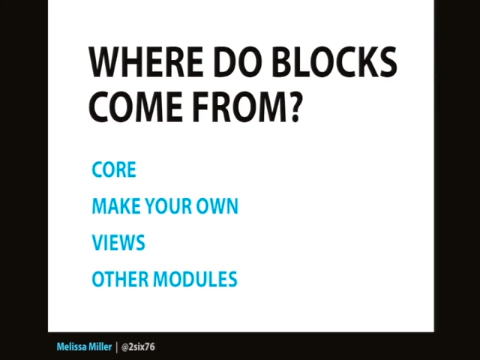 WHERE DO BLOCKS
COME FROM?
CORE
MAKE YOUR OWN
VIEWS
OTHER MODULES
Melissa Miller | @2six76